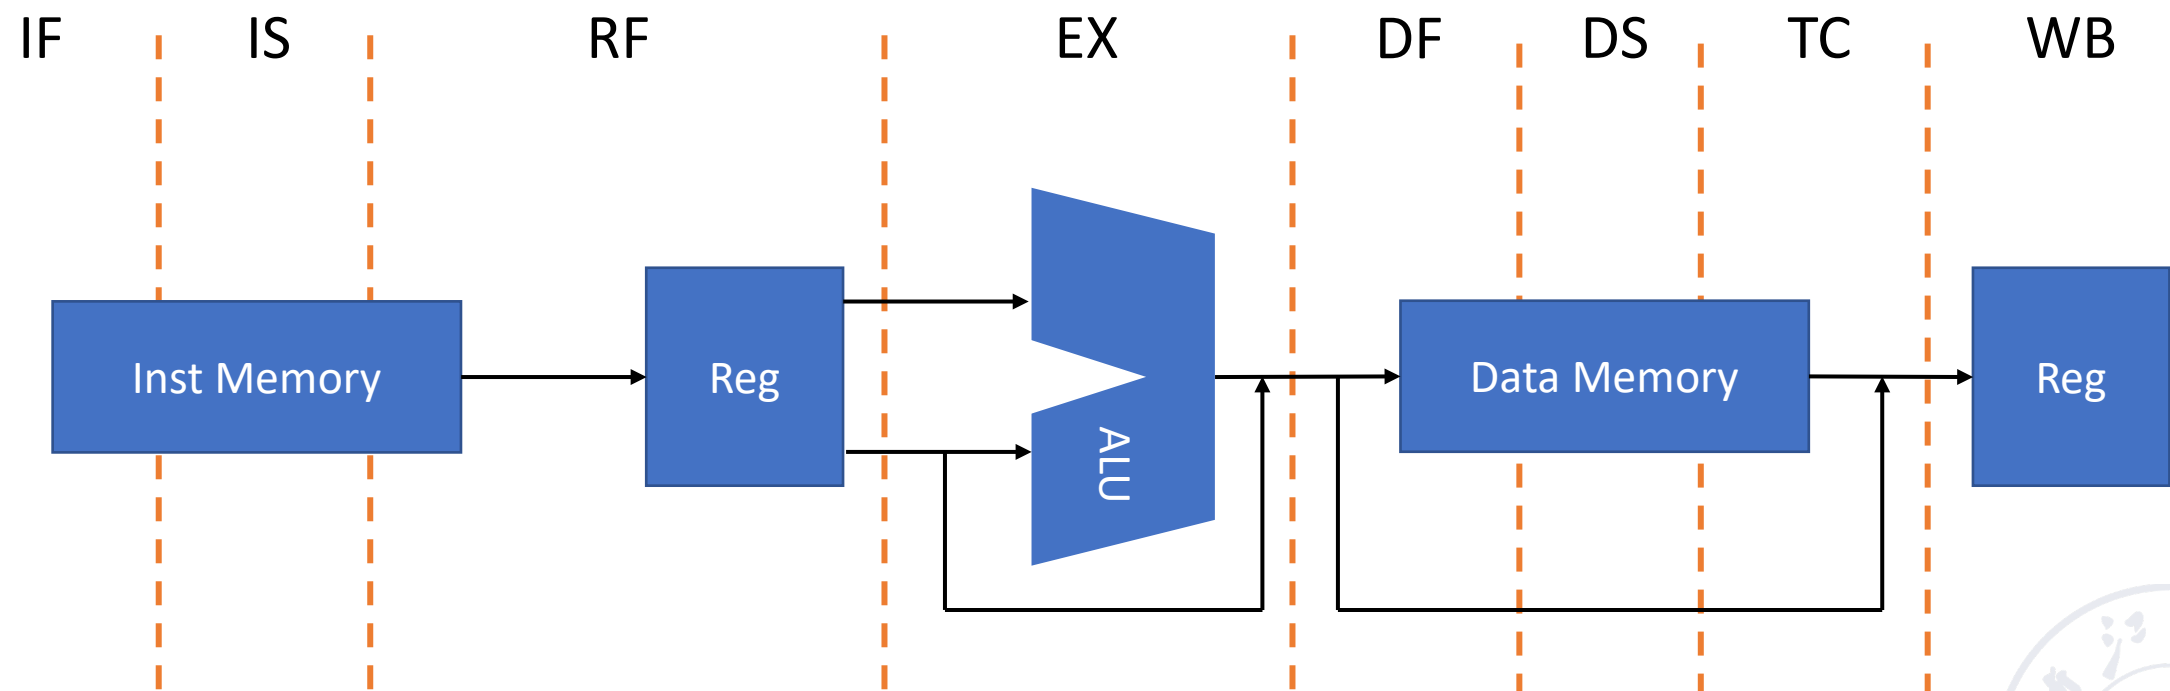 IF IS RF EX DF DS TC WB
Inst Memory
Reg
ALU
Data Memory
Reg